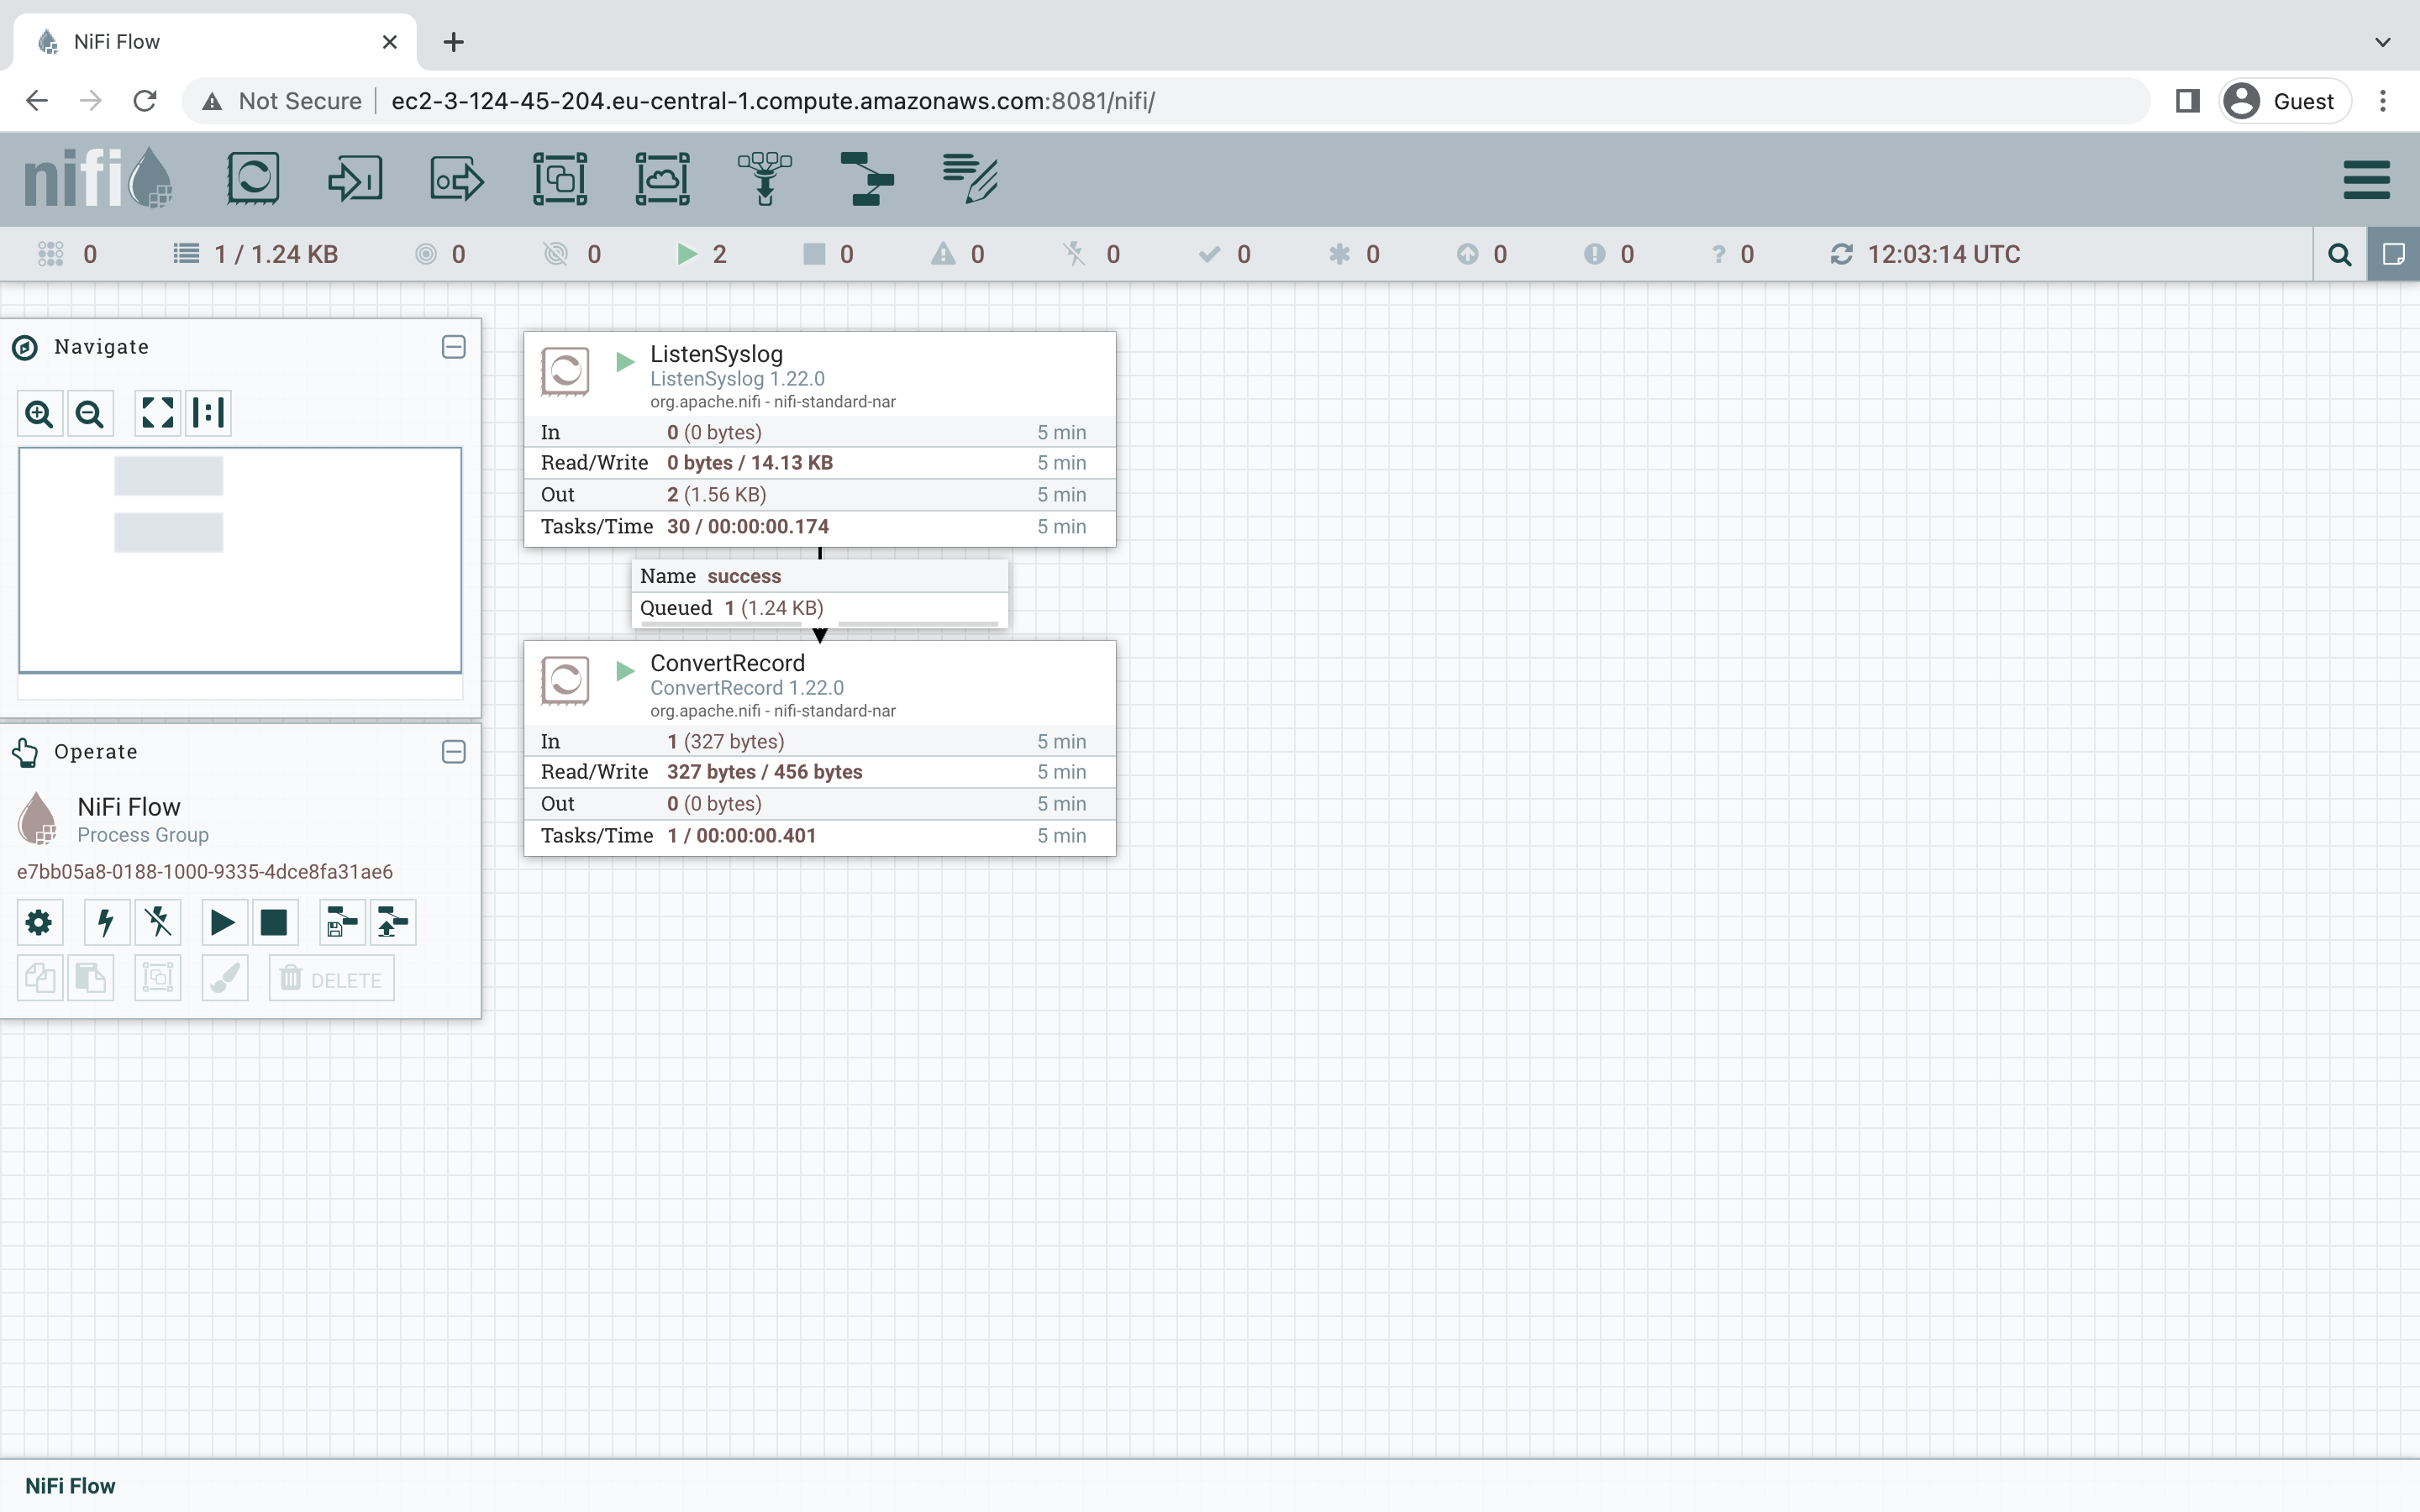 NiFi Flow
Not Secure ec2-3-124-45-204.eu-central-1.compute.amazonaws.com:8081/nifi/ Guest
nifi
0 1 / 1.24 KB 0 0 2 0 0 0 0 0 0 0 ? 0 12:03:14 UTC
Navigate
ListenSyslog
ListenSyslog 1.22.0
org.apache.nifi - nifi-standard-nar
In 0 (0 bytes) 5 min
Read/Write 0 bytes / 14.13 KB 5 min
Out 2 (1.56 KB) 5 min
Tasks/Time 30 / 00:00:00.174 5 min
Name success
Queued 1 (1.24 KB)
ConvertRecord
ConvertRecord 1.22.0
org.apache.nifi - nifi-standard-nar
In 1 (327 bytes) 5 min
Read/Write 327 bytes / 456 bytes 5 min
Out 0 (0 bytes) 5 min
Tasks/Time 1 / 00:00:00.401 5 min
Operate
NiFi Flow
Process Group
e7bb05a8-0188-1000-9335-4dce8fa31ae6
DELETE
NiFi Flow